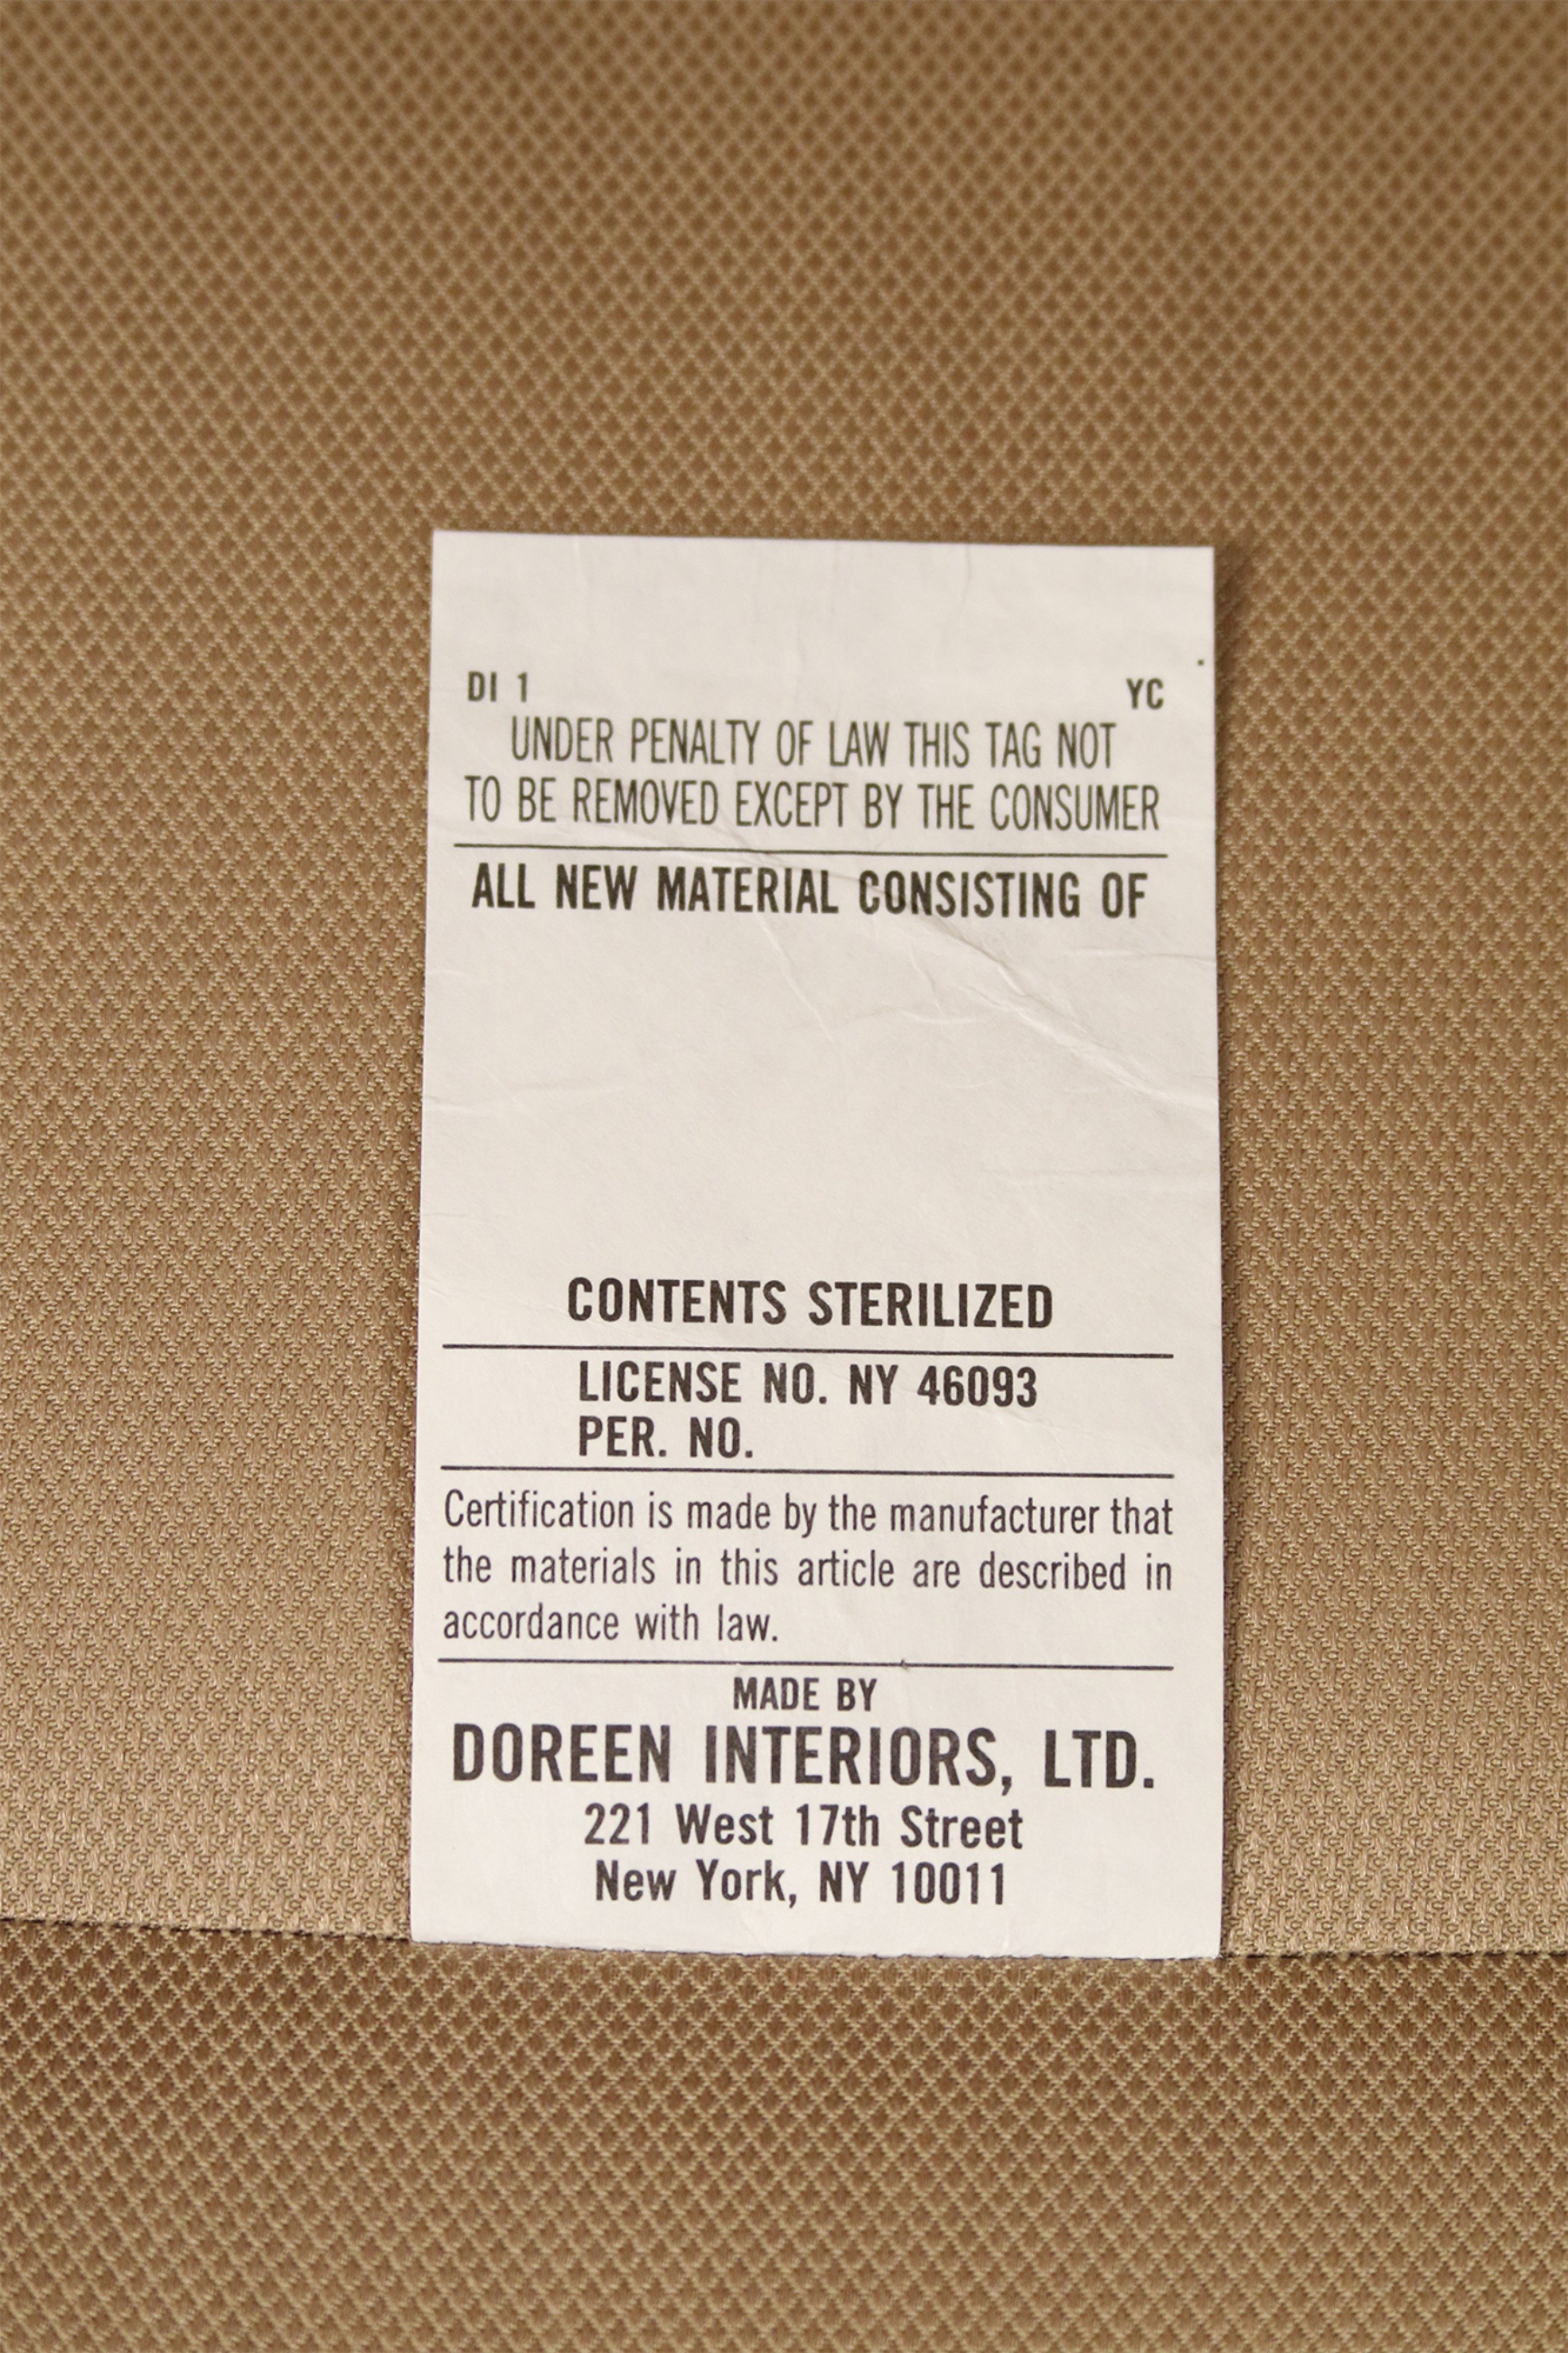 DI 1 YC
UNDER PENALTY OF LAW THIS TAG NOT
TO BE REMOVED EXCEPT BY THE CONSUMER
ALL NEW MATERIAL CONSISTING OF
CONTENTS STERILIZED
LICENSE NO. NY 46093
PER. NO.
Certification is made by the manufacturer that
the materials in this article are described in
accordance with law.
MADE BY
DOREEN INTERIORS, LTD.
221 West 17th Street
New York, NY 10011